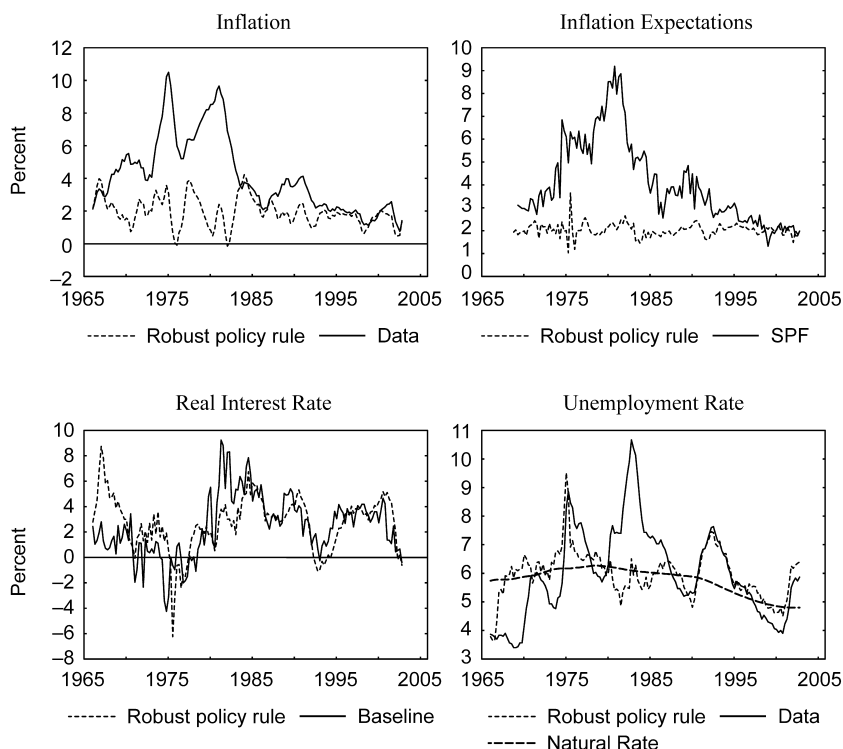 Inflation
Percent
12
10
8
6
4
2
0
–2
1965 1975 1985 1995 2005
Robust policy rule Data
Inflation Expectations
10
9
8
7
6
5
4
3
2
1
0
1965 1975 1985 1995 2005
Robust policy rule SPF
Real Interest Rate
Percent
10
8
6
4
2
0
–2
–4
–6
–8
1965 1975 1985 1995 2005
Robust policy rule Baseline
Unemployment Rate
11
10
9
8
7
6
5
4
3
1965 1975 1985 1995 2005
Robust policy rule Data
Natural Rate